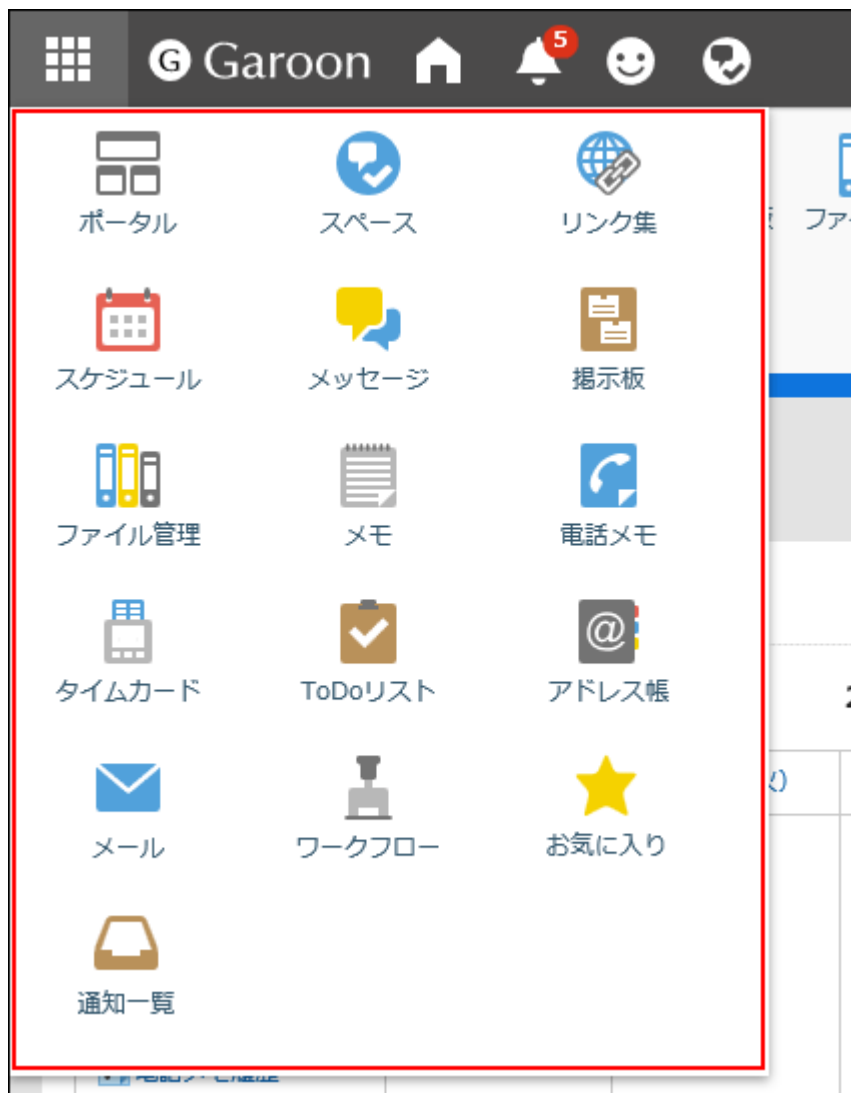 G Garoon 5
ポータル スペース リンク集
ファ
スケジュール メッセージ 掲示板
ファイル管理 メモ 電話メモ
タイムカード ToDoリスト アドレス帳
メール ワークフロー お気に入り
通知一覧